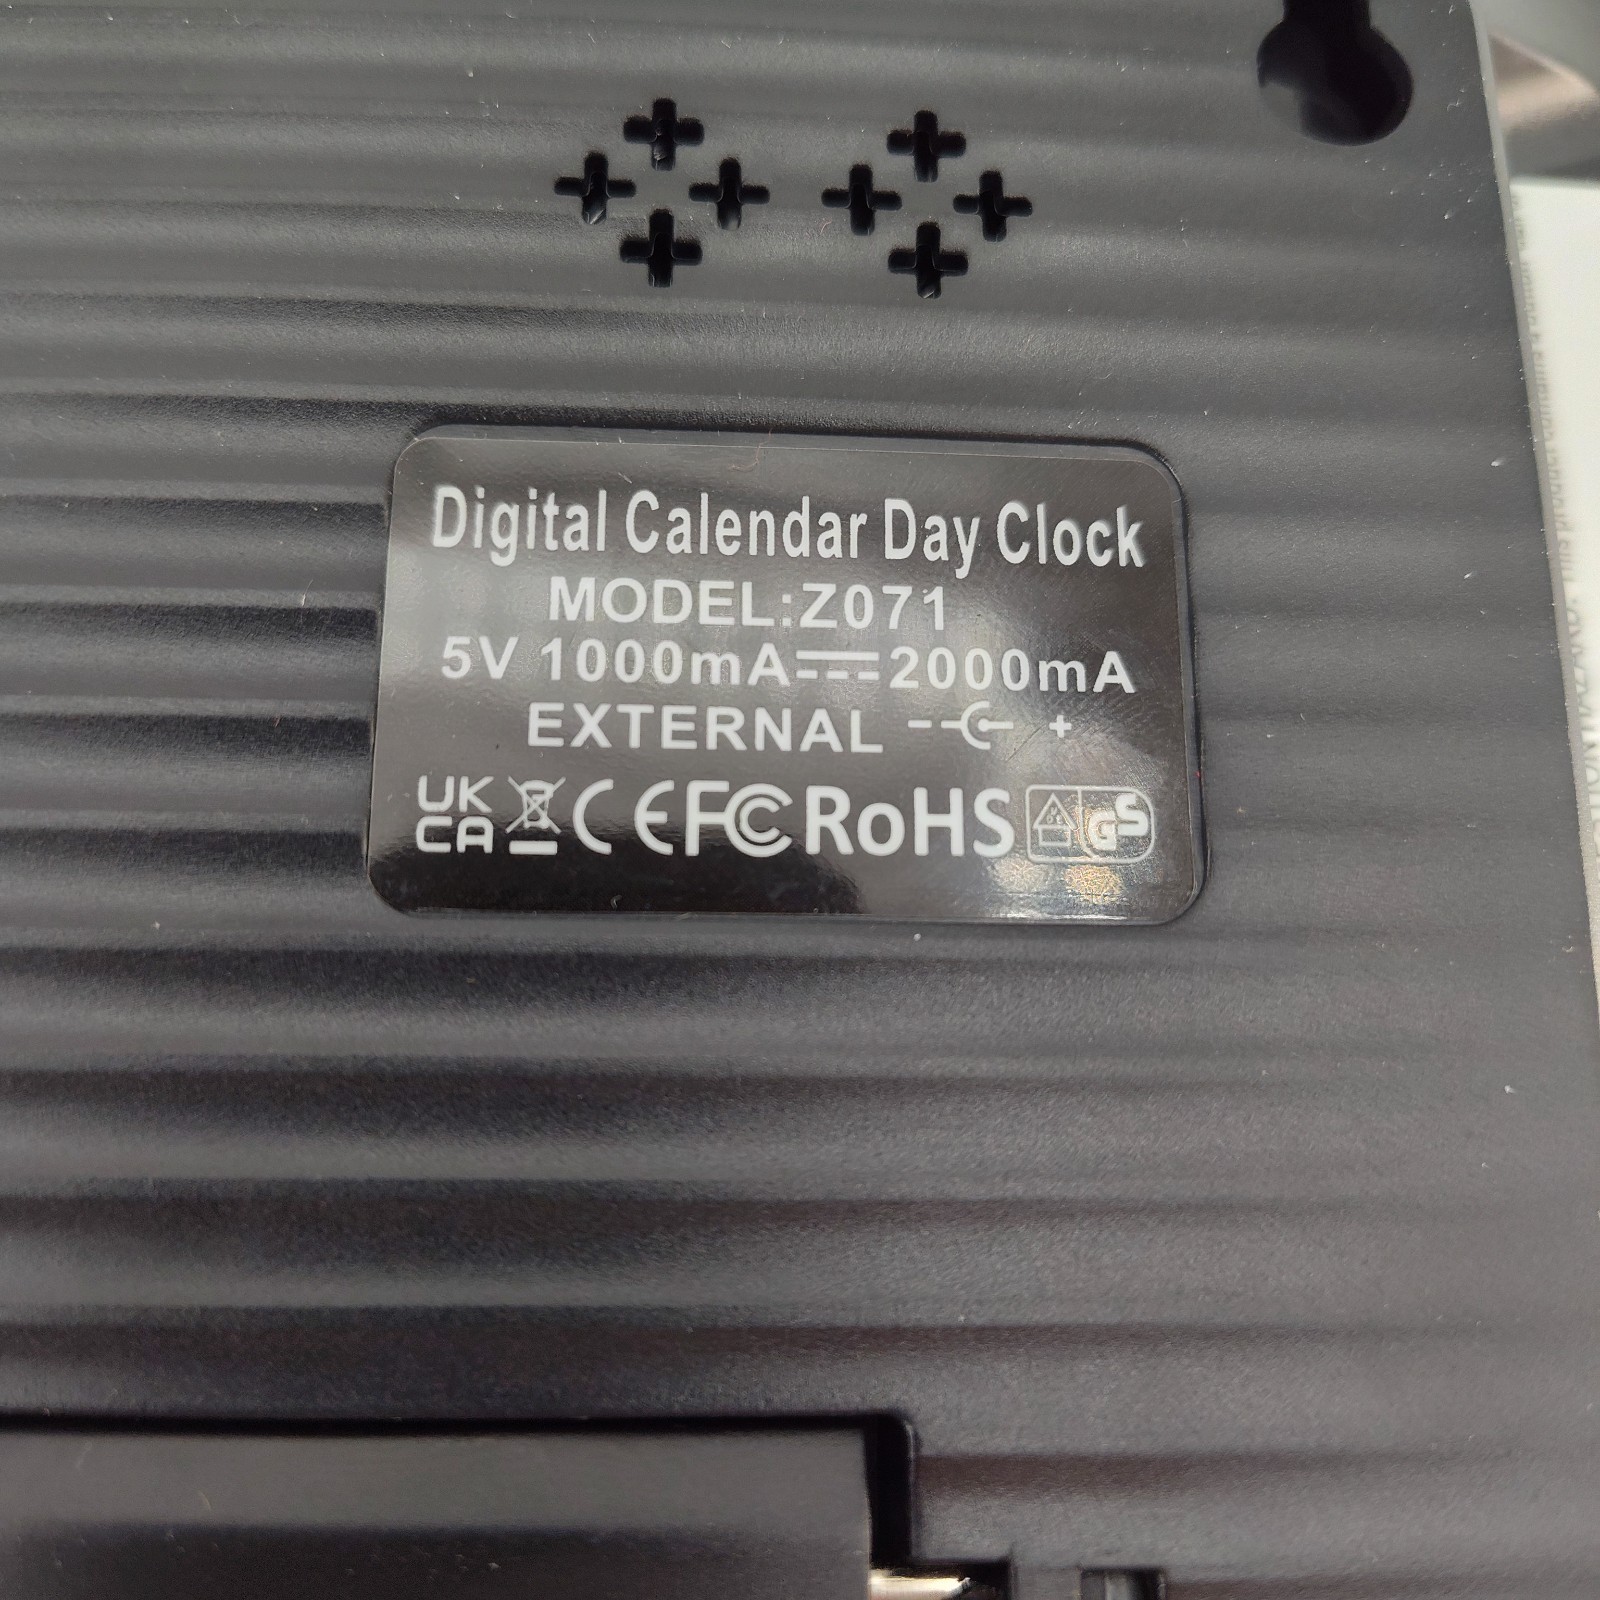 Digital Calendar Day Clock
MODEL:Z071
5V 1000mA⎓2000mA
EXTERNAL - +
UK
CA
CE FC RoHS GS